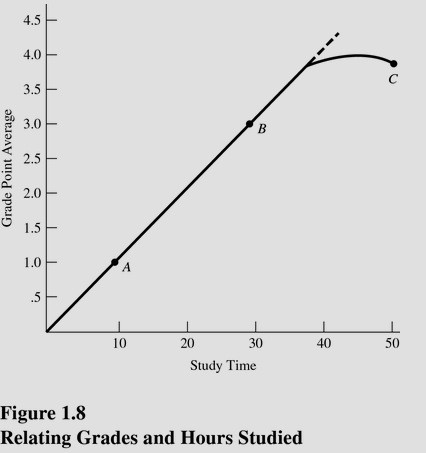 4.5
4.0
4.5
3.0
2.5
2.0
1.5
1.0
.5
Grade Point Average
A
B
C
10 20 30 40 50
Study Time
Figure 1.8
Relating Grades and Hours Studied